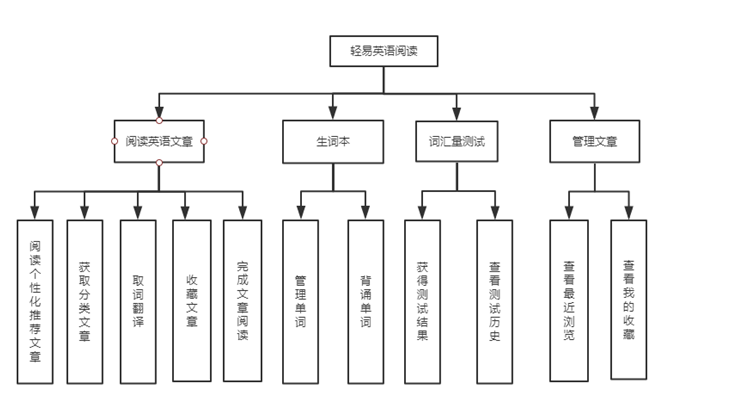 轻易英语阅读
阅读英语文章
生词本
词汇量测试
管理文章
阅读个性化推荐文章
获取分类文章
取词翻译
收藏文章
完成文章阅读
管理单词
背诵单词
获得测试结果
查看测试历史
查看最近浏览
查看我的收藏